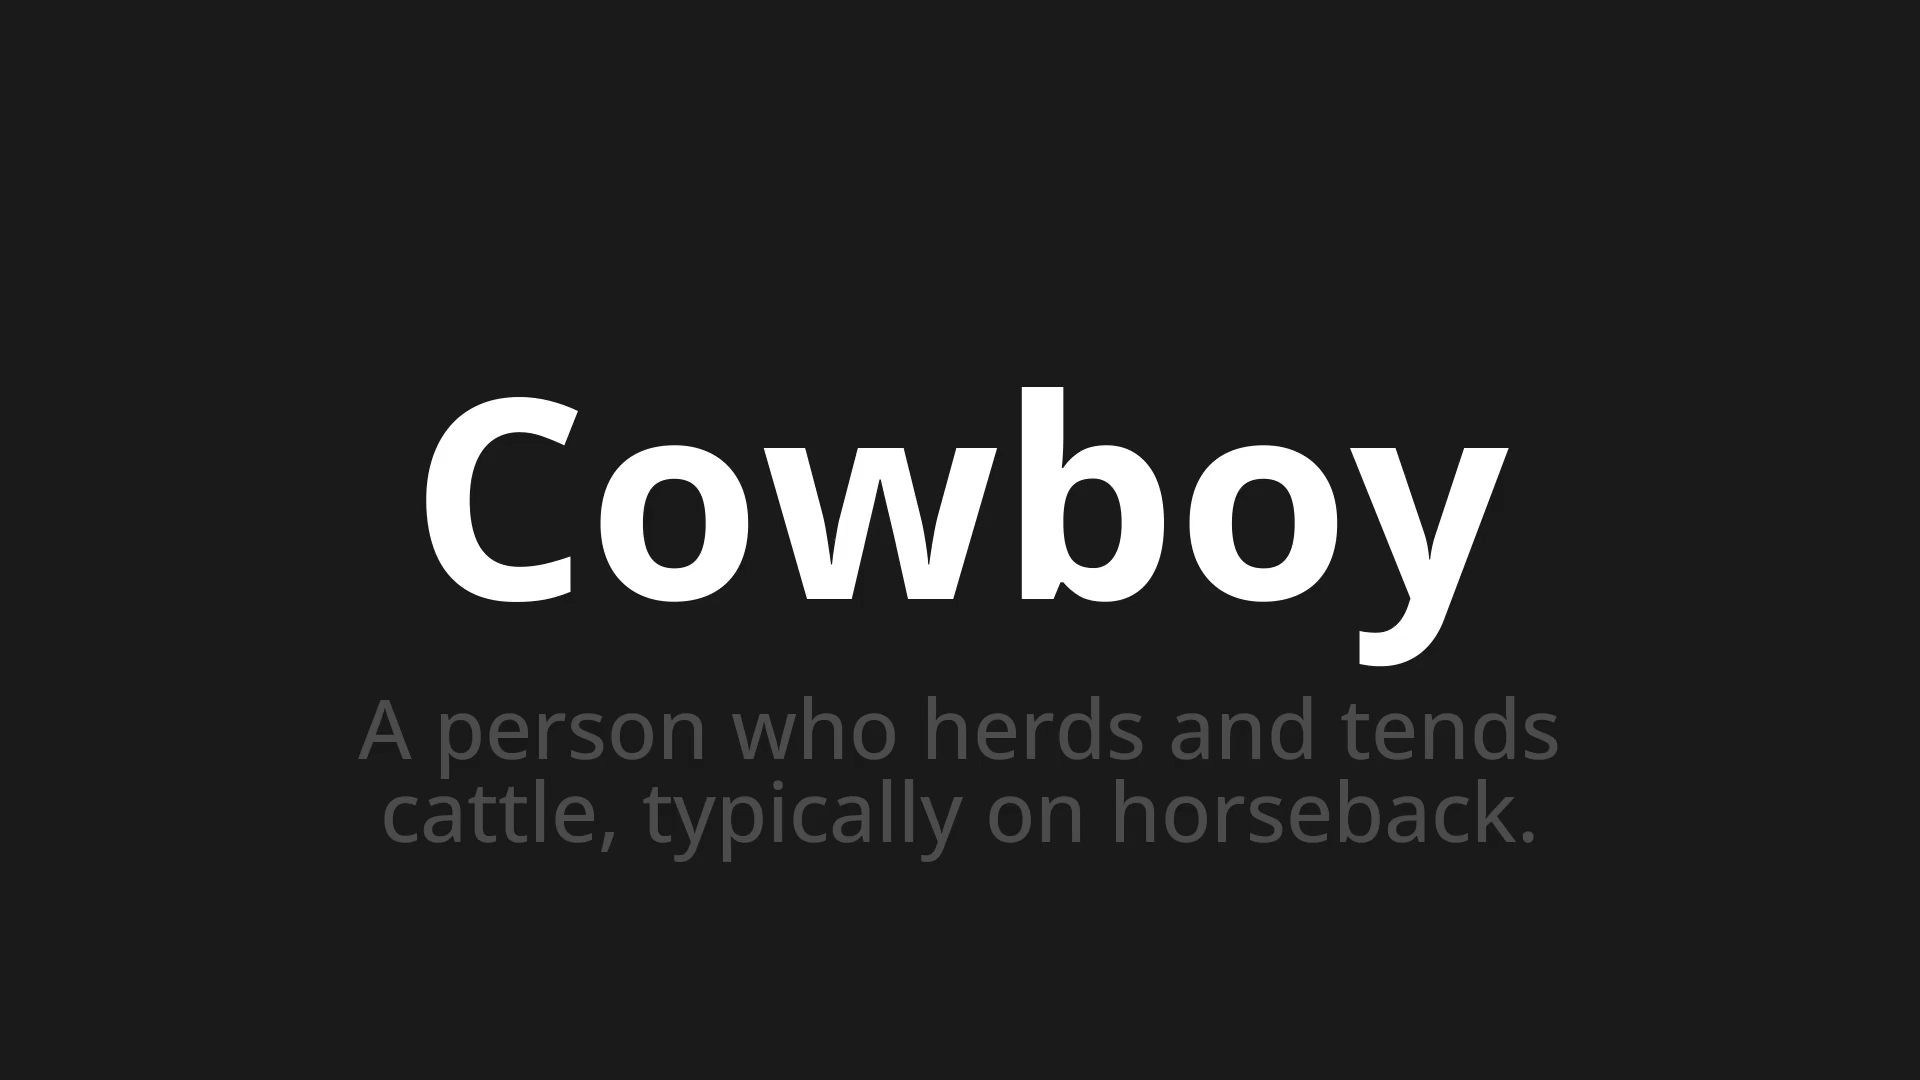 Cowboy
A person who herds and tends
cattle, typically on horseback.